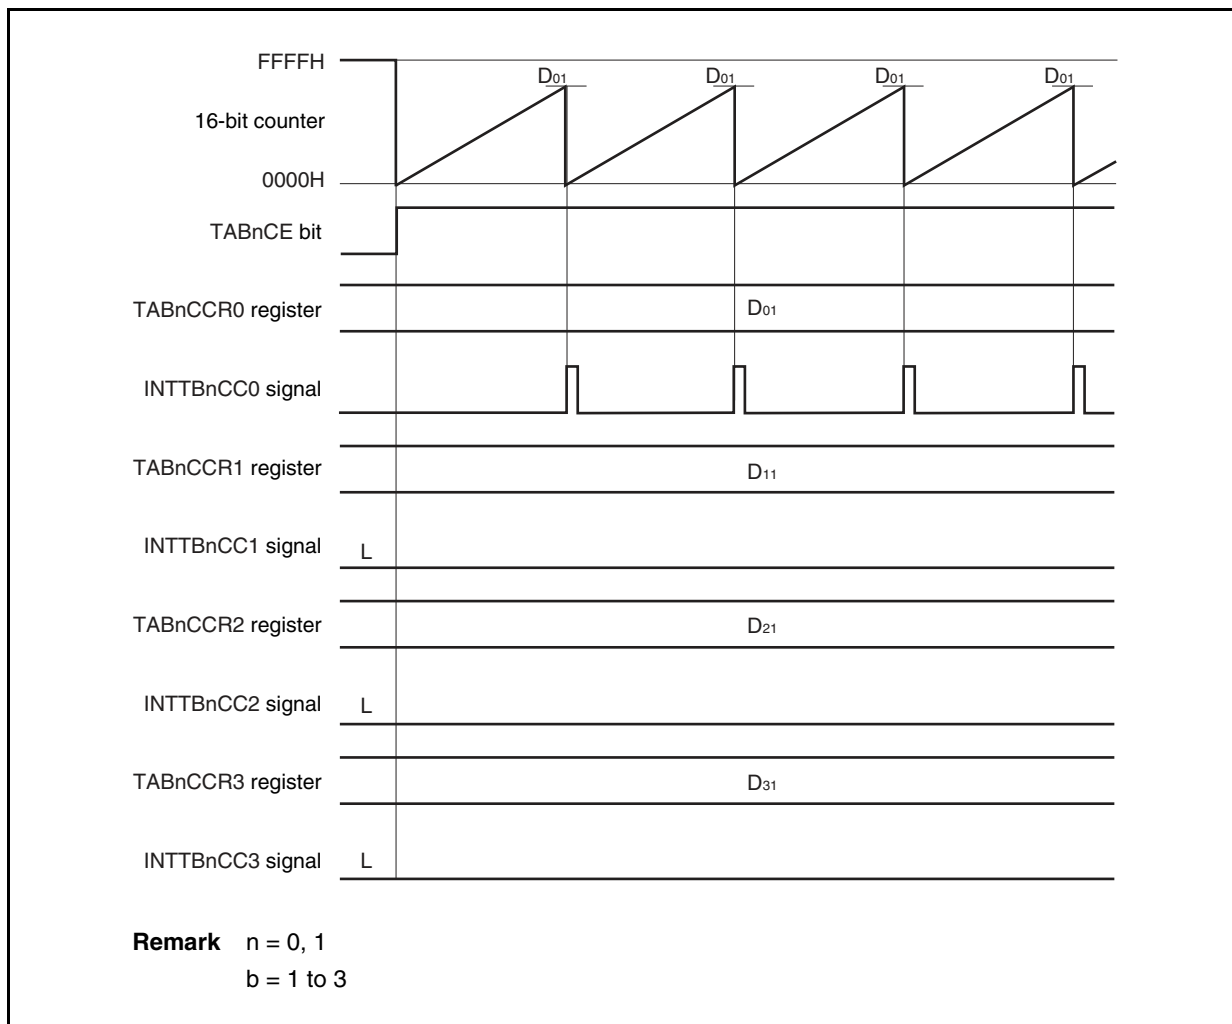 FFFFH
D01 D01 D01 D01
16-bit counter
0000H
TABnCE bit
TABnCCR0 register D01
INTTBnCC0 signal
TABnCCR1 register D11
INTTBnCC1 signal L
TABnCCR2 register D21
INTTBnCC2 signal L
TABnCCR3 register D31
INTTBnCC3 signal L
Remark n = 0, 1
b = 1 to 3